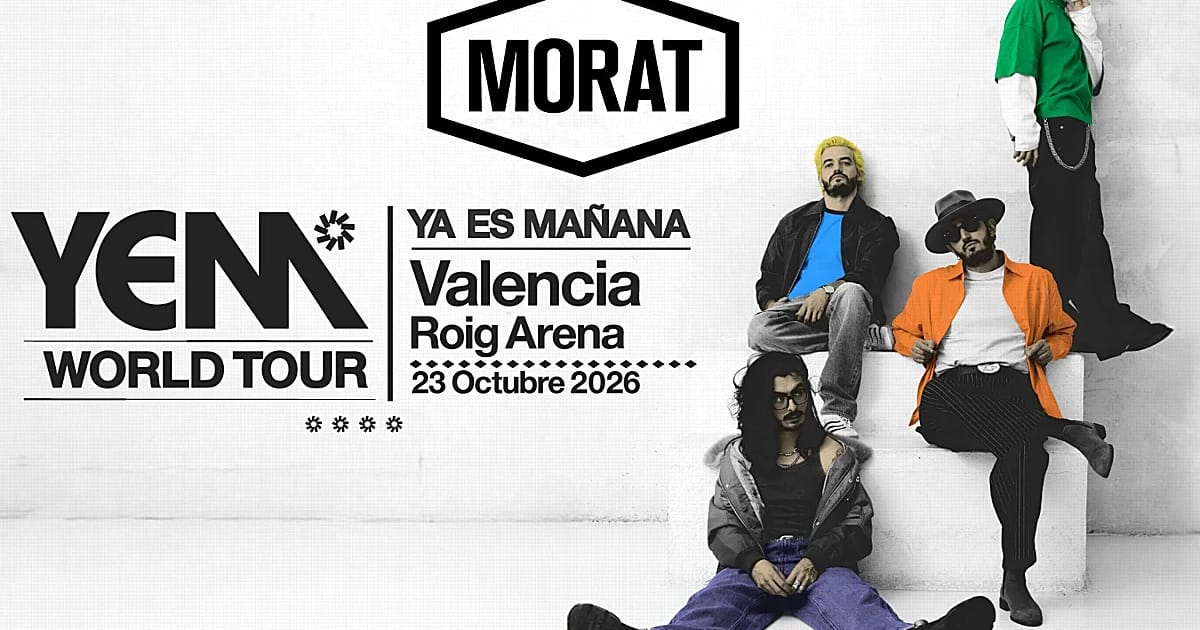 MORAT
YEM
WORLD TOUR
YA ES MAÑANA
Valencia
Roig Arena
23 Octubre 2026